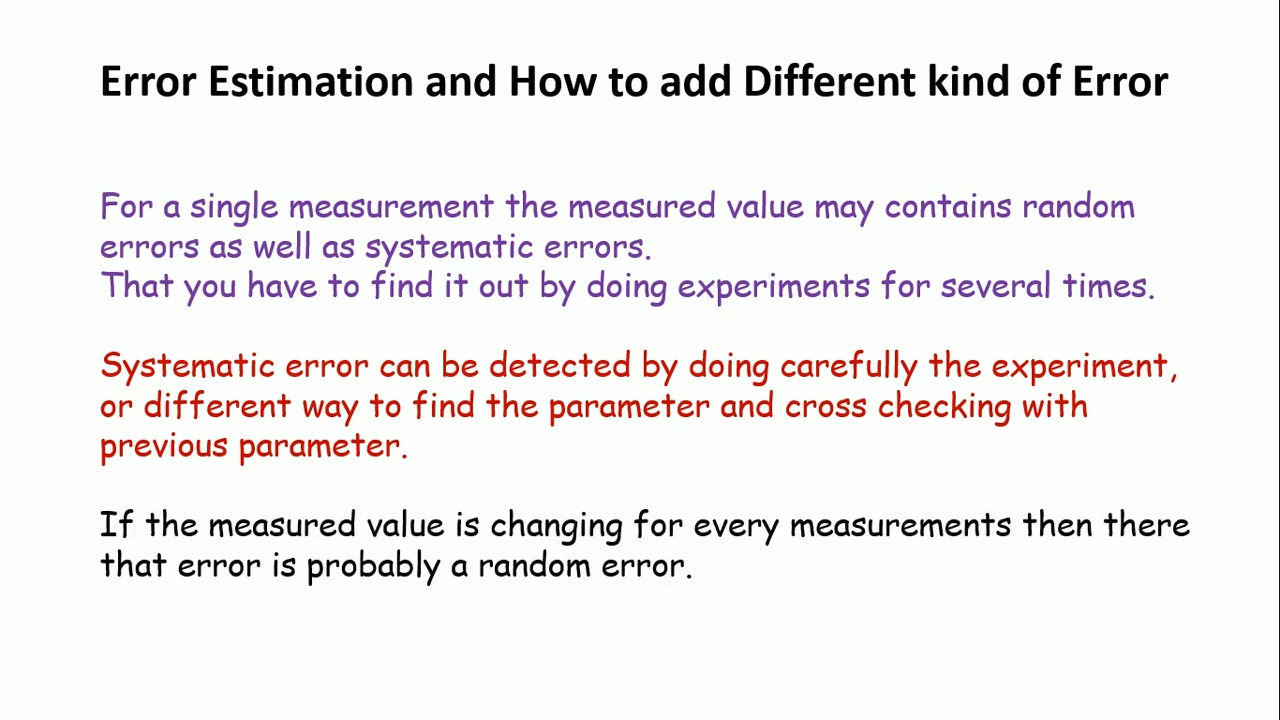 Error Estimation and How to add Different kind of Error
For a single measurement the measured value may contains random
errors as well as systematic errors.
That you have to find it out by doing experiments for several times.
Systematic error can be detected by doing carefully the experiment,
or different way to find the parameter and cross checking with
previous parameter.
If the measured value is changing for every measurements then there
that error is probably a random error.